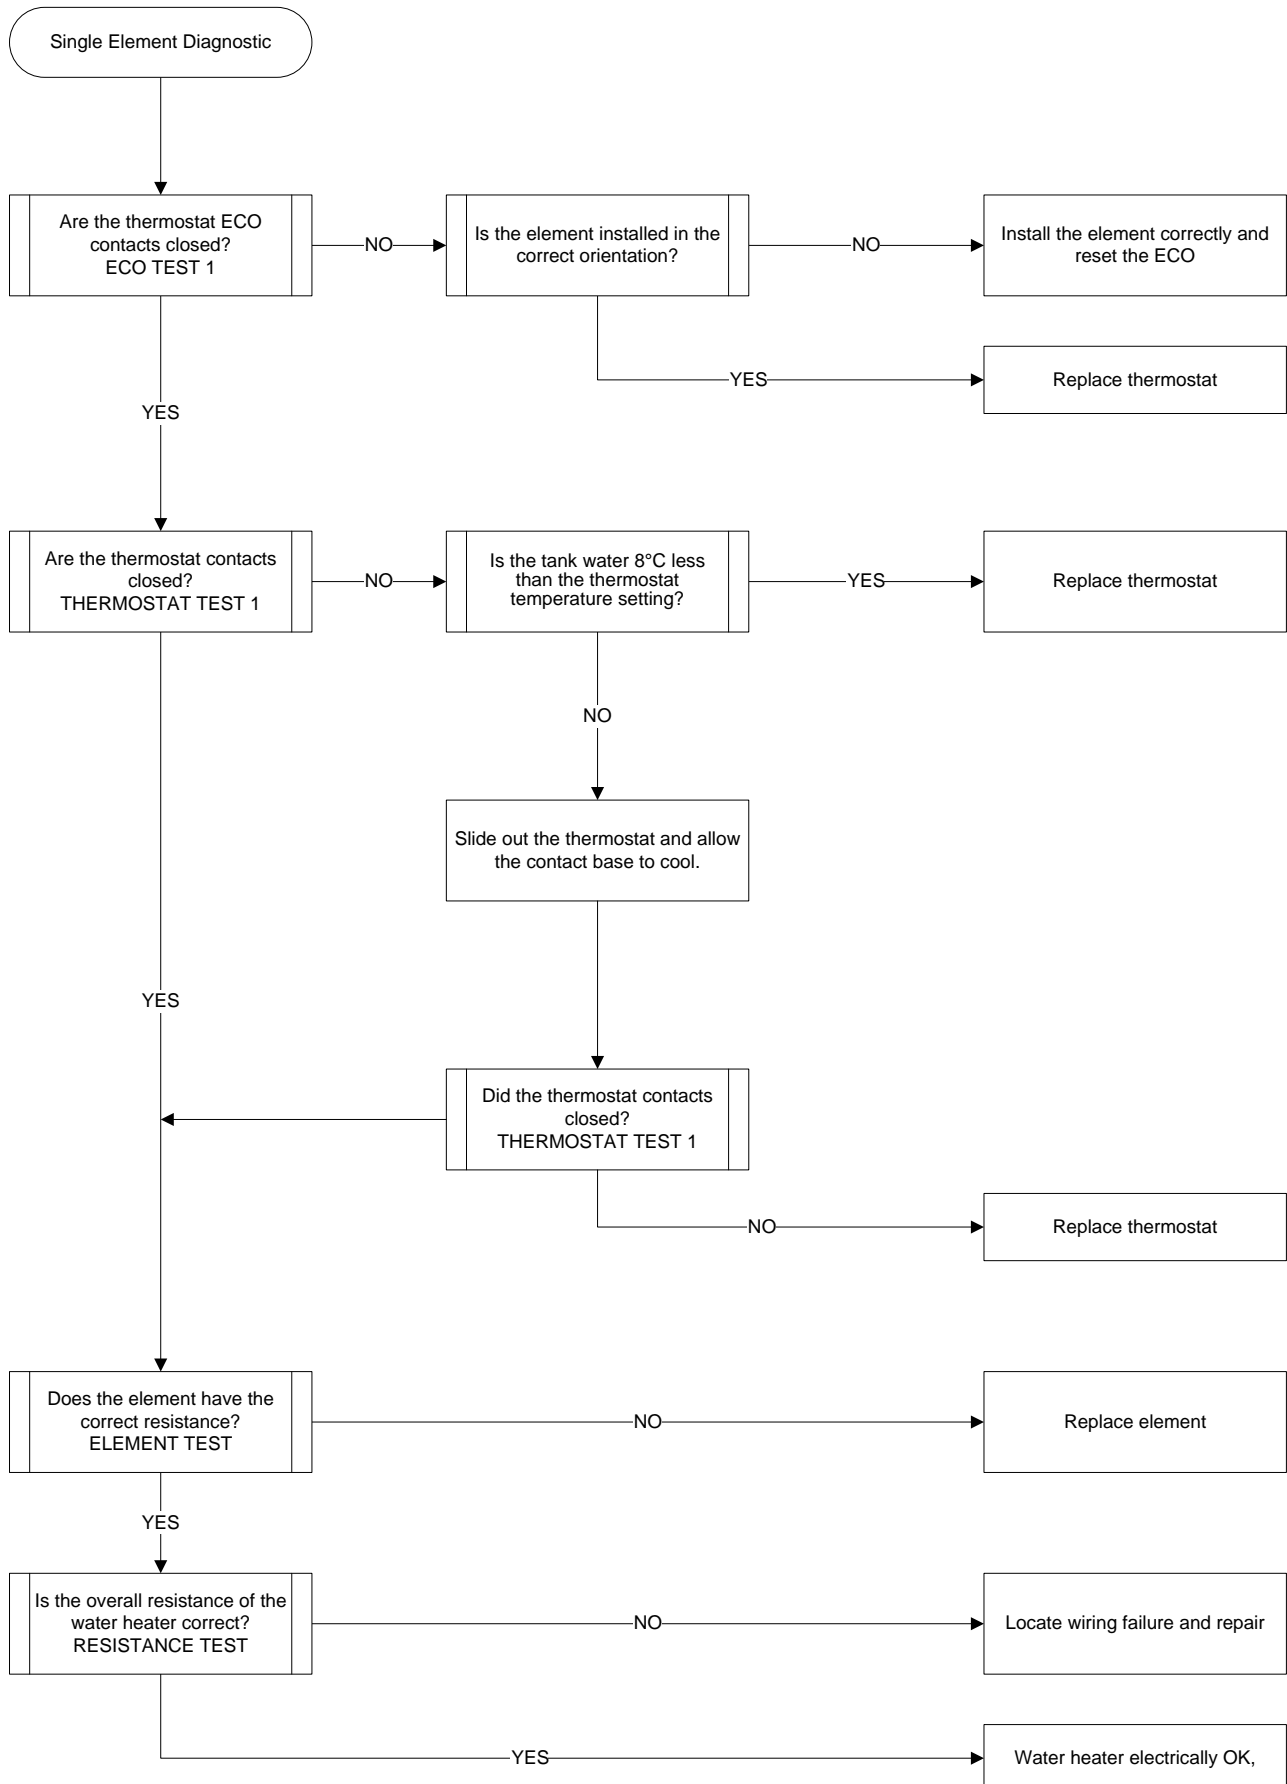 Single Element Diagnostic
Are the thermostat ECO
contacts closed?
ECO TEST 1
NO
Is the element installed in the
correct orientation?
NO
Install the element correctly and
reset the ECO
YES
Replace thermostat
YES
Are the thermostat contacts
closed?
THERMOSTAT TEST 1
NO
Is the tank water 8°C less
than the thermostat
temperature setting?
YES
Replace thermostat
NO
Slide out the thermostat and allow
the contact base to cool.
YES
Did the thermostat contacts
closed?
THERMOSTAT TEST 1
NO
Replace thermostat
Does the element have the
correct resistance?
ELEMENT TEST
NO
Replace element
YES
Is the overall resistance of the
water heater correct?
RESISTANCE TEST
NO
Locate wiring failure and repair
YES
Water heater electrically OK,